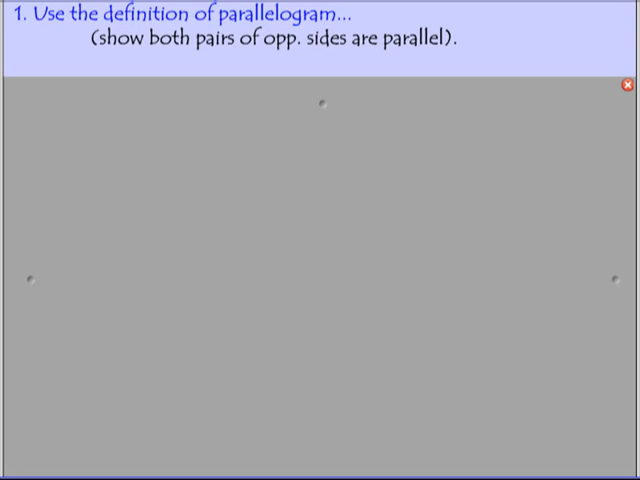 1. Use the definition of parallelogram...
(show both pairs of opp. sides are parallel).